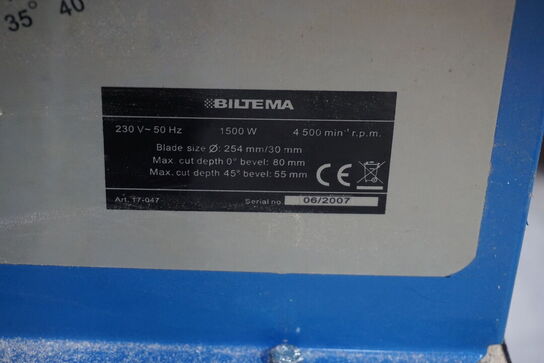 35° 40
BILTEMA
230 V~ 50 Hz 1500 W 4 500 min⁻¹ r.p.m.
Blade size Ø: 254 mm/30 mm
Max. cut depth 0° bevel: 80 mm
Max. cut depth 45° bevel: 55 mm
CE
Art. 17-047 Serial no. 06/2007